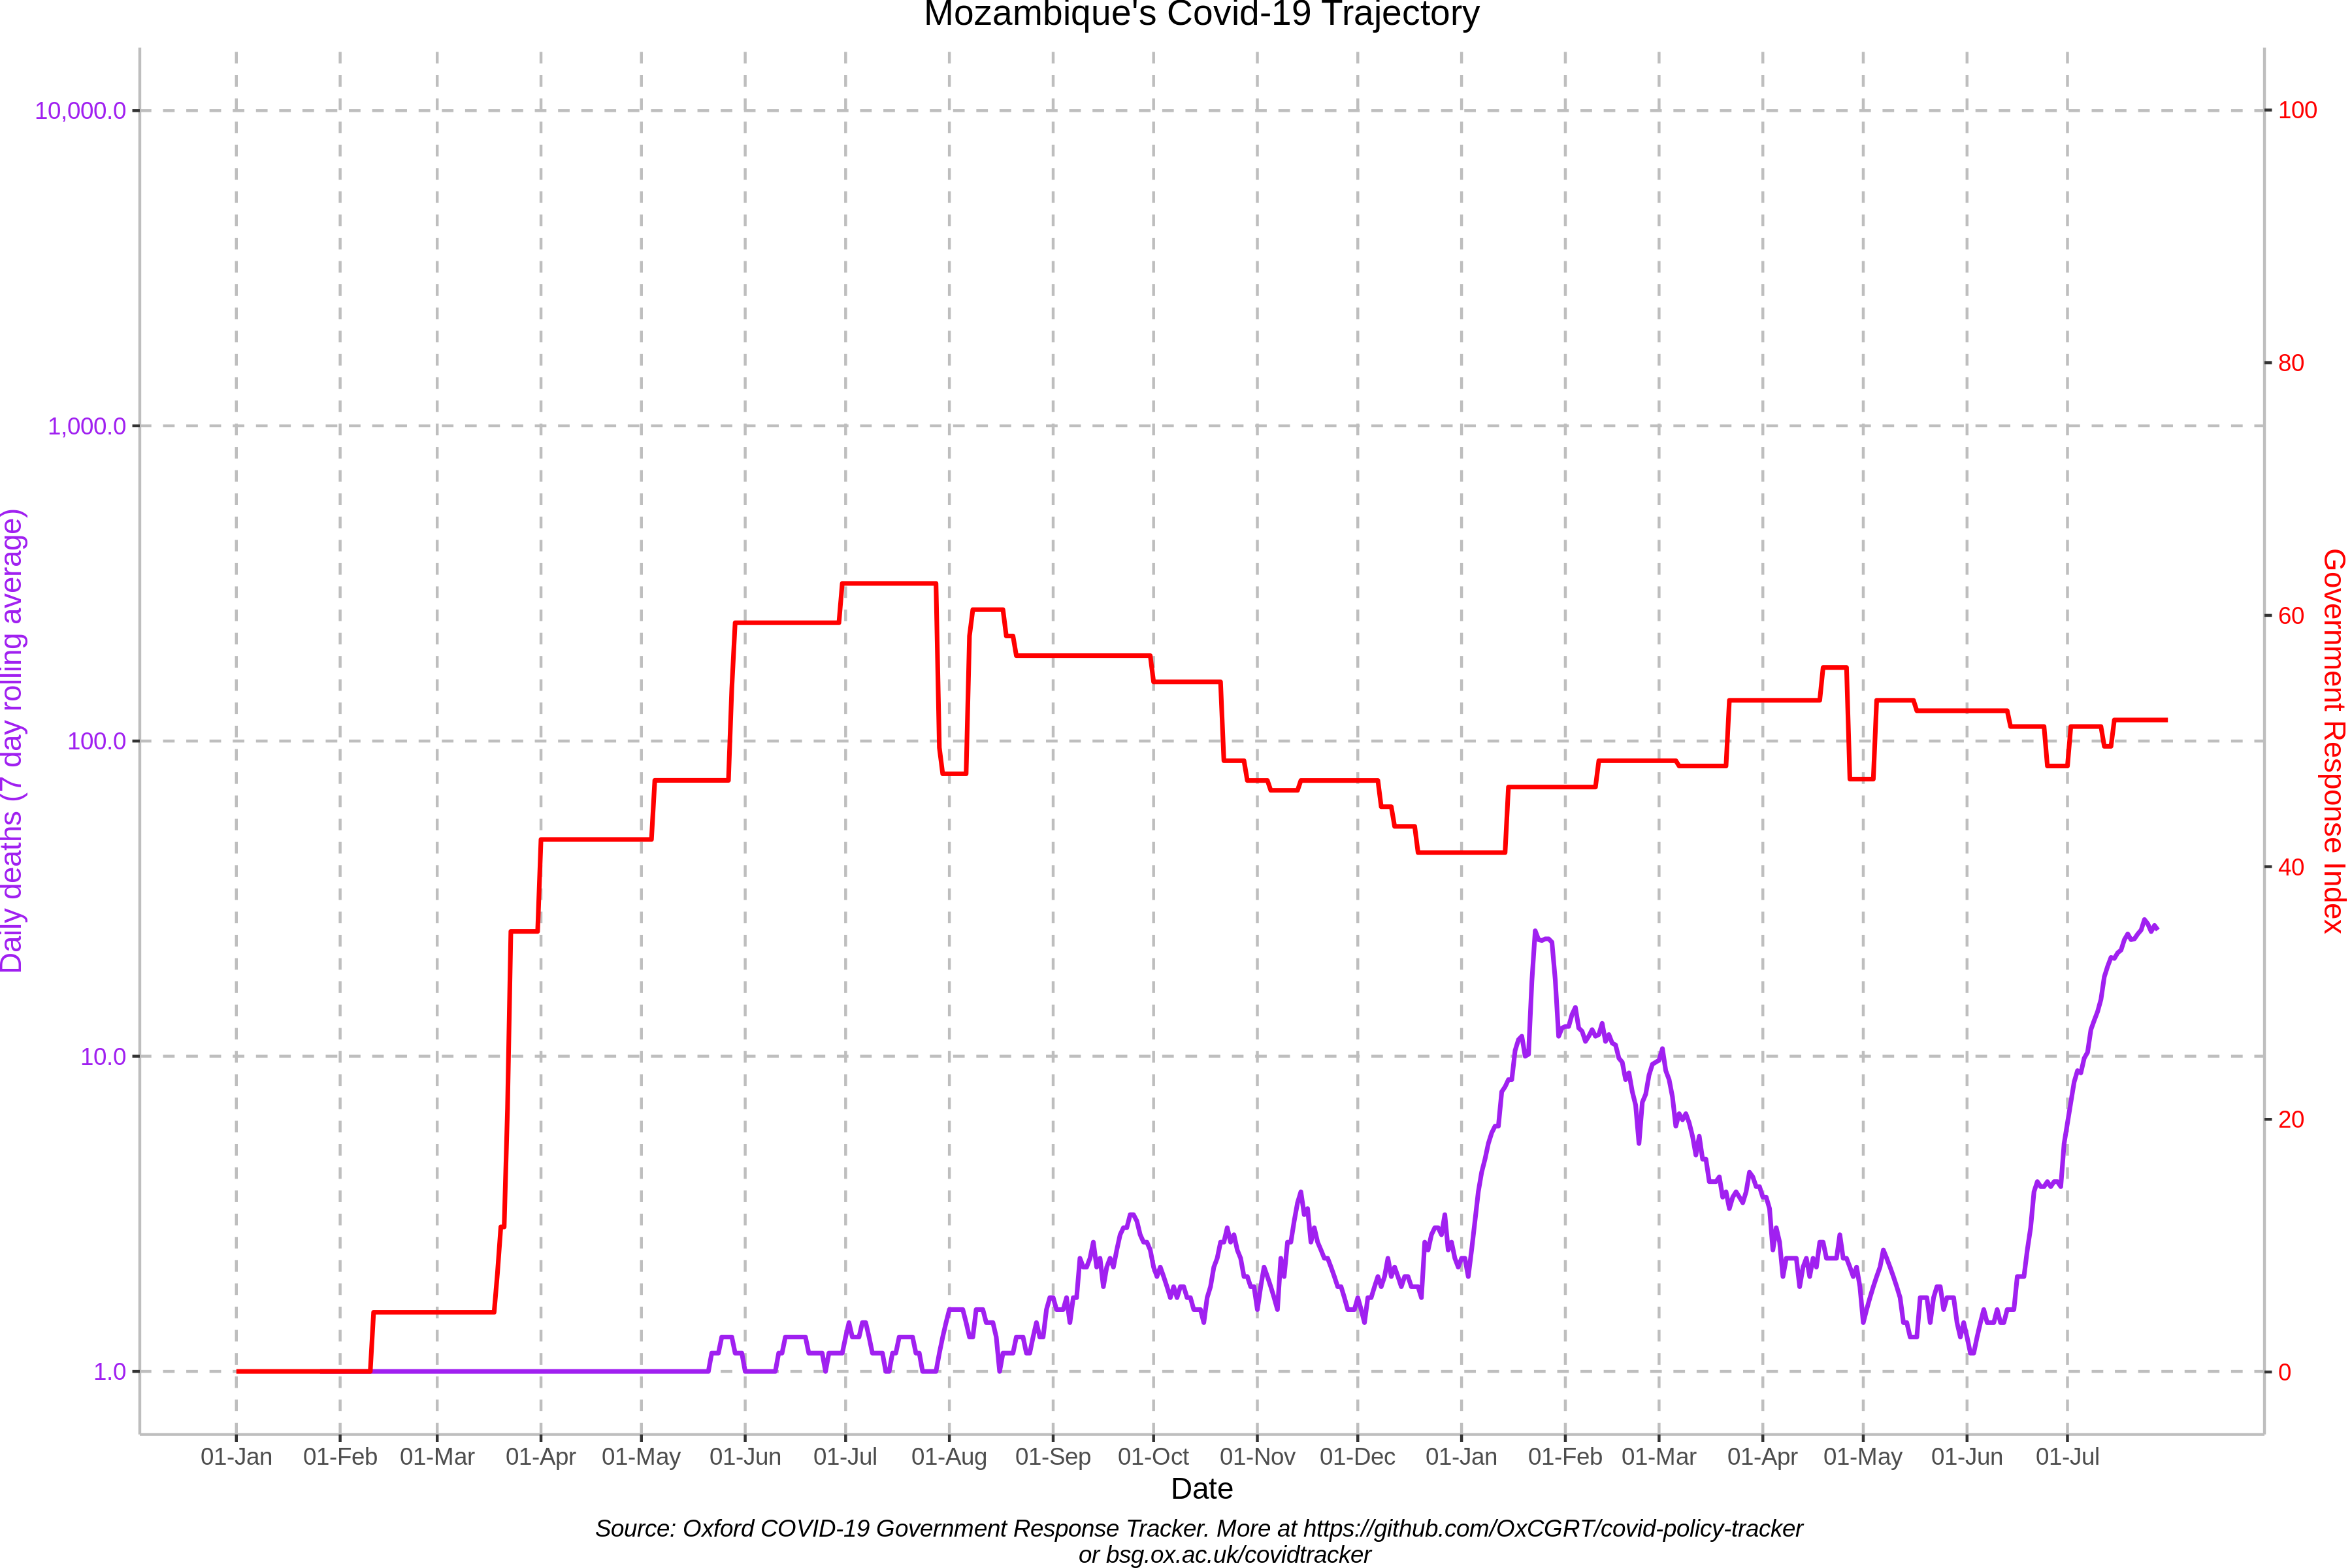 Mozambique's Covid-19 Trajectory
10,000.0
1,000.0
100.0
10.0
1.0
Daily deaths (7 day rolling average)
100
80
60
40
20
0
Government Response Index
01-Jan 01-Feb 01-Mar 01-Apr 01-May 01-Jun 01-Jul 01-Aug 01-Sep 01-Oct 01-Nov 01-Dec 01-Jan 01-Feb 01-Mar 01-Apr 01-May 01-Jun 01-Jul
Date
Source: Oxford COVID-19 Government Response Tracker. More at https://github.com/OxCGRT/covid-policy-tracker
or bsg.ox.ac.uk/covidtracker